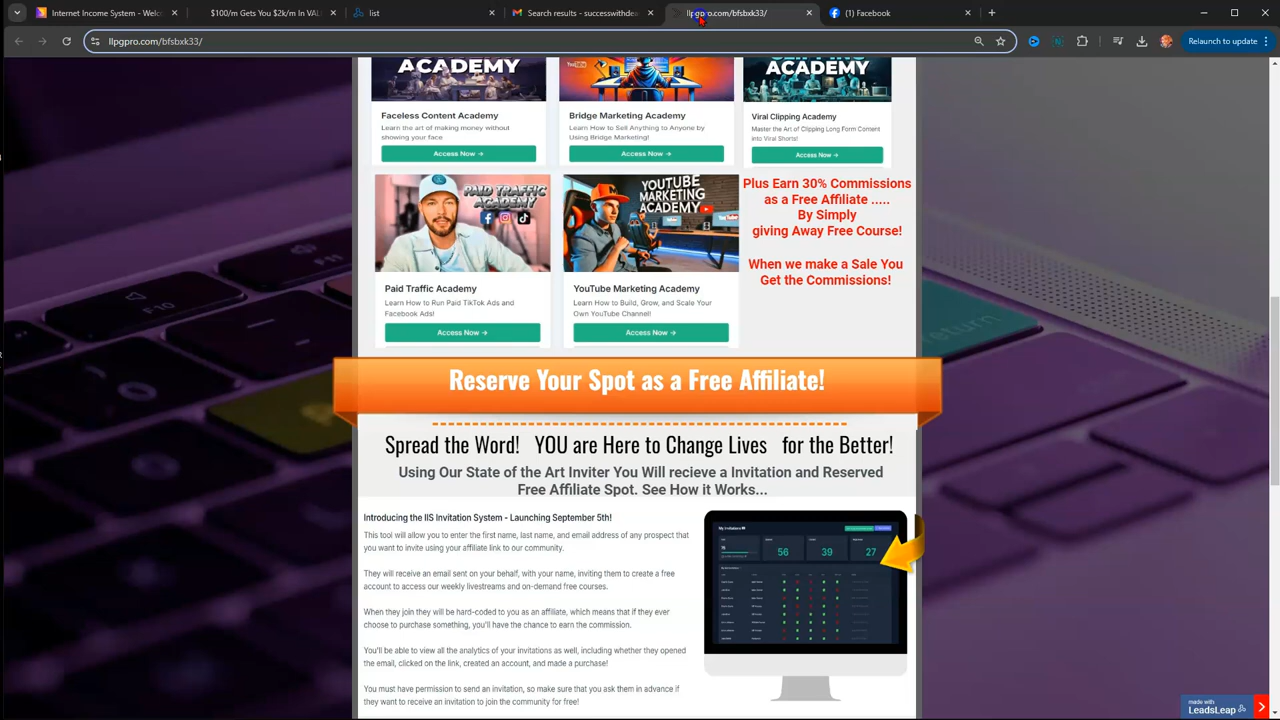 Internet Income System - Welco
$100/m Gets You $2k/m In VAL
List
llpgpro.com/bfsbxk33/
(1) Facebook
llpgpro.com/bfsbxk33/
Relaunch to update
ACADEMY
ACADEMY
ACADEMY
Faceless Content Academy
Learn the art of making money without
showing your face
Access Now →
Bridge Marketing Academy
Learn How to Sell Anything to Anyone by
Using Bridge Marketing!
Access Now →
Viral Clipping Academy
Master the Art of Clipping Long Form Content
into Viral Shorts!
Access Now →
PAID TRAFFIC
ACADEMY
Paid Traffic Academy
Learn How to Run Paid TikTok Ads and
Facebook Ads!
Access Now →
YOUTUBE
MARKETING
ACADEMY
YouTube Marketing Academy
Learn How to Build, Grow, and Scale Your
Own YouTube Channel!
Access Now →
Plus Earn 30% Commissions
as a Free Affiliate .....
By Simply
giving Away Free Course!
When we make a Sale You
Get the Commissions!
Reserve Your Spot as a Free Affiliate!
Spread the Word! YOU are Here to Change Lives for the Better!
Using Our State of the Art Inviter You Will recieve a Invitation and Reserved
Free Affiliate Spot. See How it Works...
Introducing the IIS Invitation System - Launching September 5th!
This tool will allow you to enter the first name, last name, and email address of any prospect that
you want to invite using your affiliate link to our community.
They will receive an email sent on your behalf, with your name, inviting them to create a free
account to access our weekly livestreams and on-demand free courses.
When they join they will be hard-coded to you as an affiliate, which means that if they ever
choose to purchase something, you'll have the chance to earn the commission.
You'll be able to view all the analytics of your invitations as well, including whether they opened
the email, clicked on the link, created an account, and made a purchase!
You must have permission to send an invitation, so make sure that you ask them in advance if
they want to receive an invitation to join the community for free!
My Invitations
56
39
27
made with
LeadsLeap